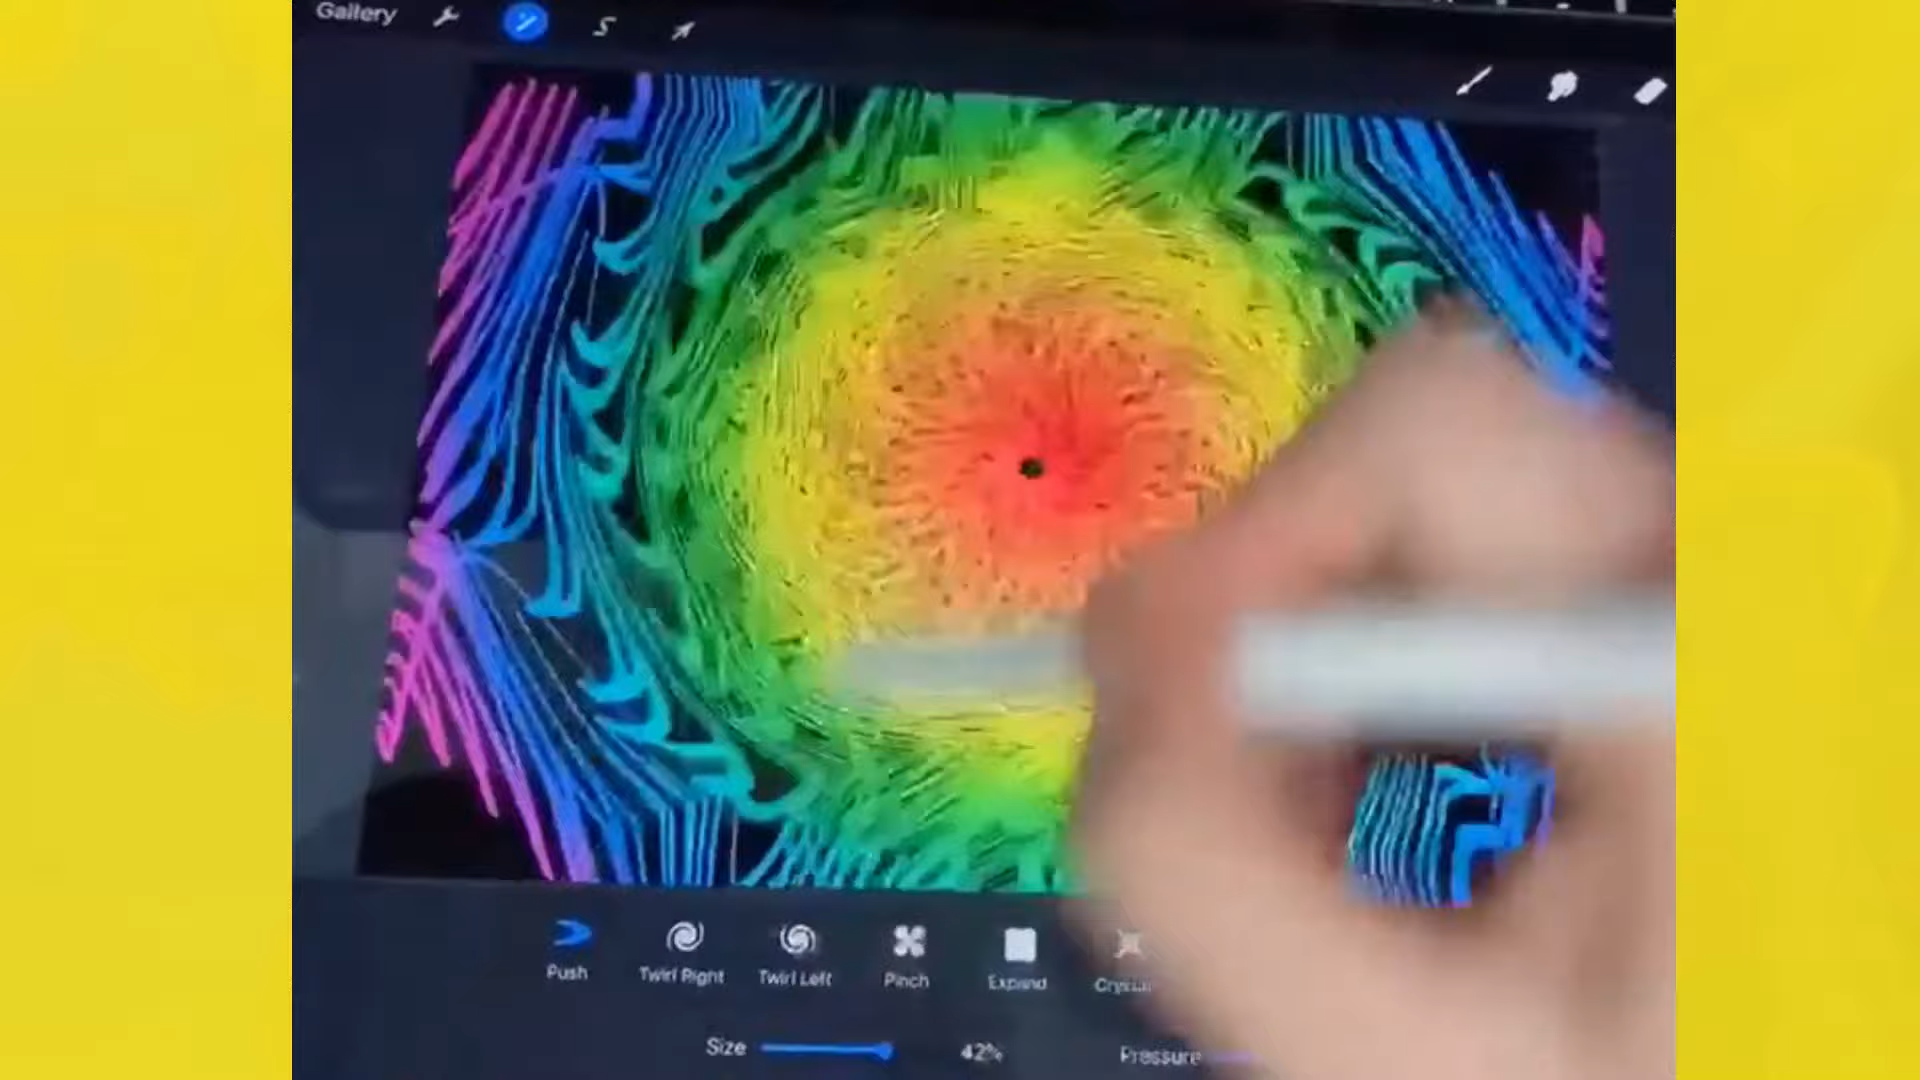 Gallery
Push
Twirl Right
Twirl Left
Pinch
Expand
Size
42%
Pressure